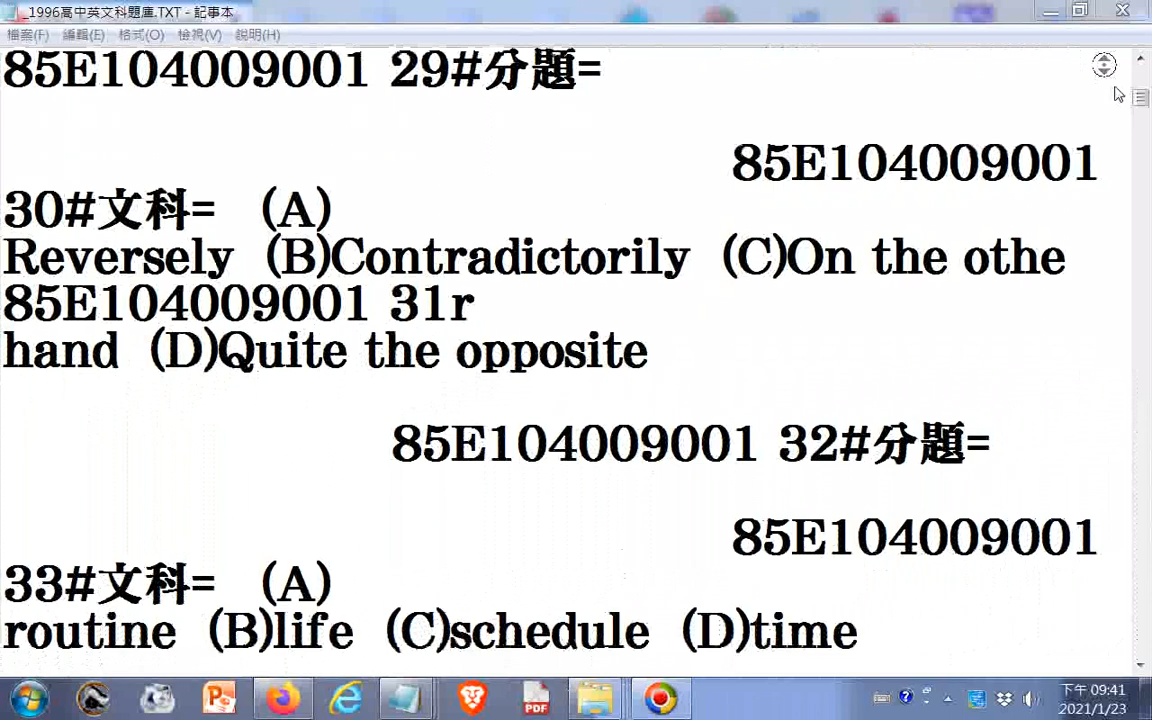 _1996高中英文科題庫.TXT - 記事本
檔案(F) 編輯(E) 格式(O) 檢視(V) 說明(H)
85E104009001 29#分題=
85E104009001
30#文科= (A)
Reversely (B)Contradictorily (C)On the othe
85E104009001 31r
hand (D)Quite the opposite
85E104009001 32#分題=
85E104009001
33#文科= (A)
routine (B)life (C)schedule (D)time
PDF
下午 09:41
2021/1/23